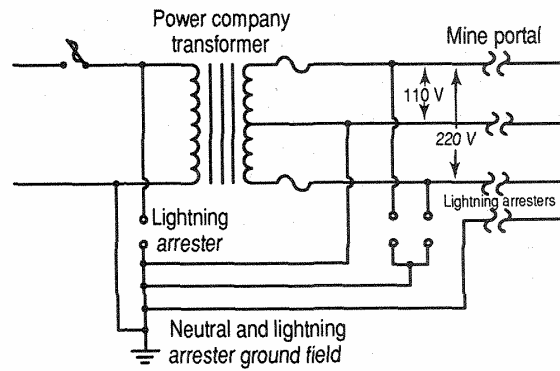 Power company
transformer
Mine portal
110 V
220 V
Lightning arresters
Lightning
arrester
Neutral and lightning
arrester ground field